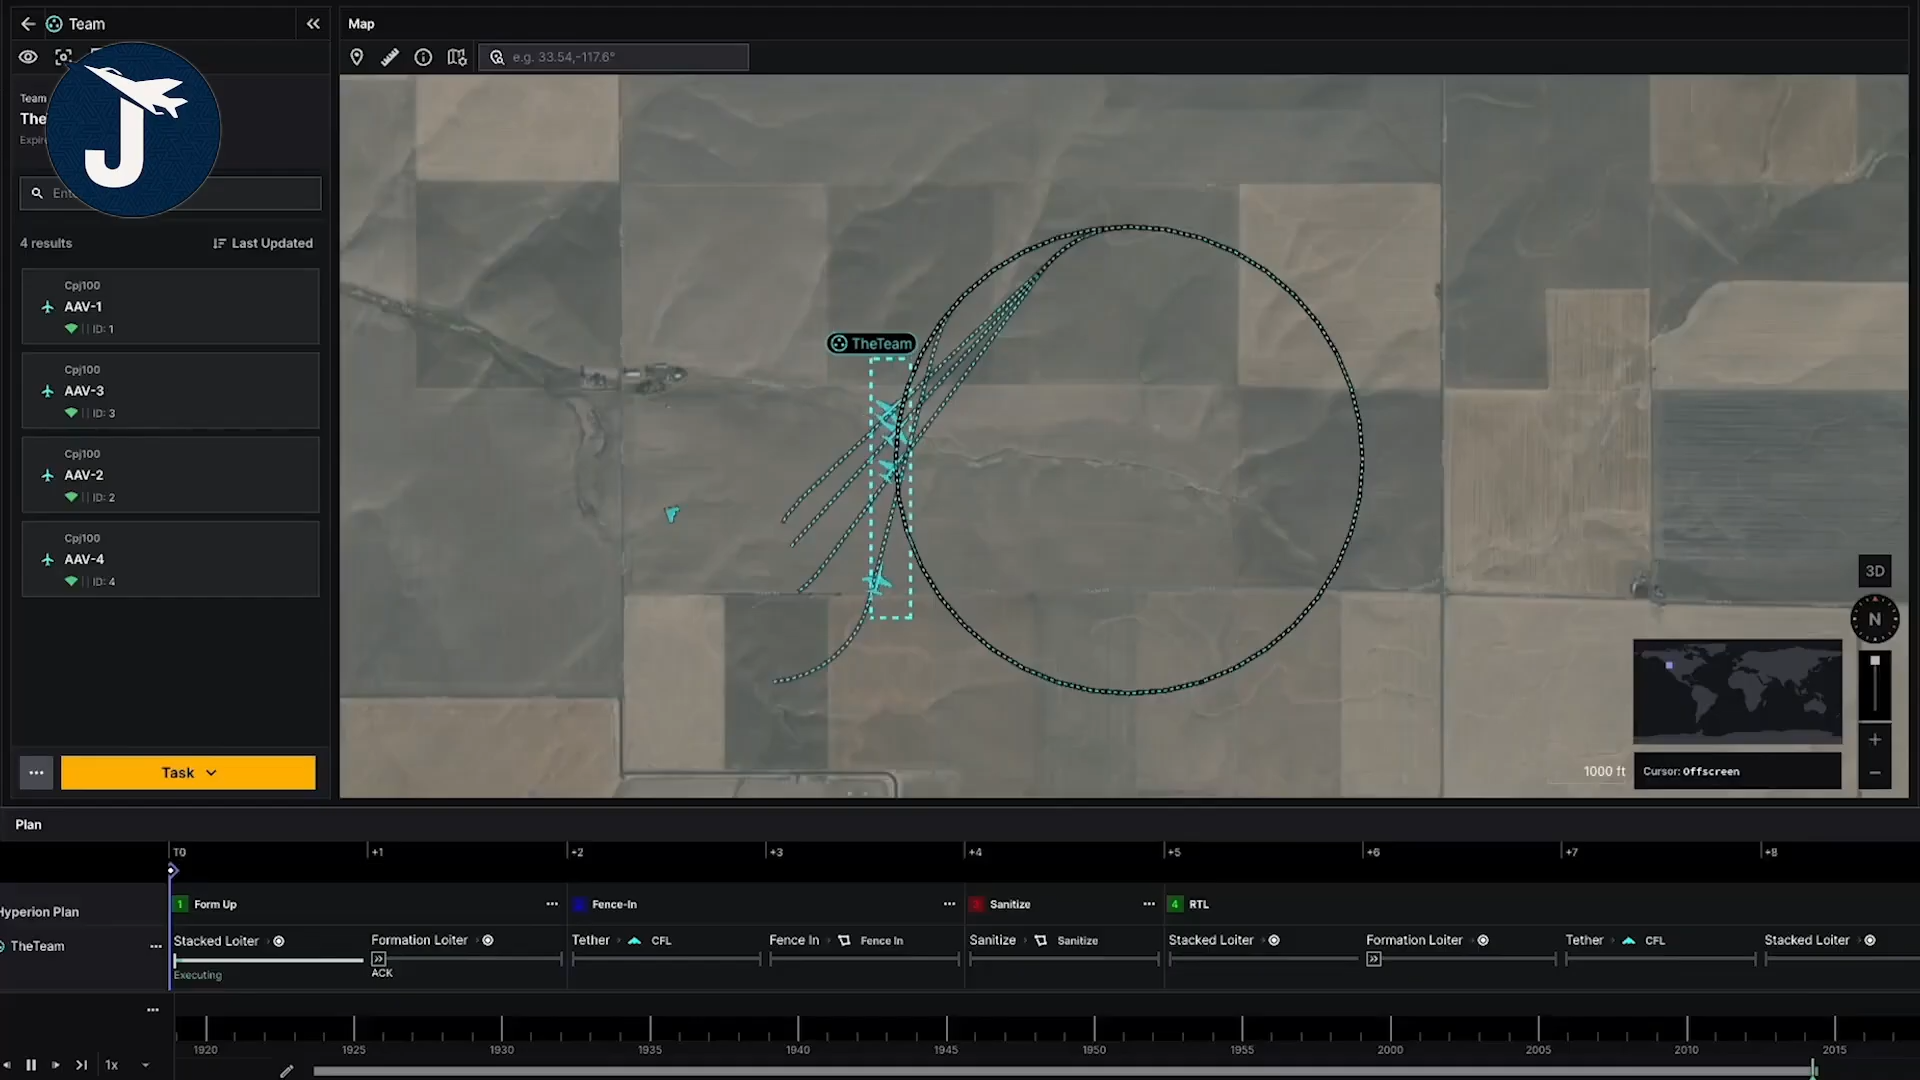 Team
Map
e.g. 33.54,-117.6°
Team
The
J
4 results
Last Updated
Cpj100
AAV-1
ID: 1
Cpj100
AAV-3
ID: 3
Cpj100
AAV-2
ID: 2
Cpj100
AAV-4
ID: 4
TheTeam
3D
N
1000 ft
Cursor: Offscreen
Task
Plan
T0
+1
+2
+3
+4
+5
+6
+7
+8
Hyperion Plan
1 Form Up
Fence-In
3 Sanitize
4 RTL
TheTeam
Stacked Loiter
Formation Loiter
Tether CFL
Fence In Fence In
Sanitize Sanitize
Stacked Loiter
Formation Loiter
Tether CFL
Stacked Loiter
Executing
ACK
1920
1925
1930
1935
1940
1945
1950
1955
2000
2005
2010
2015
1x